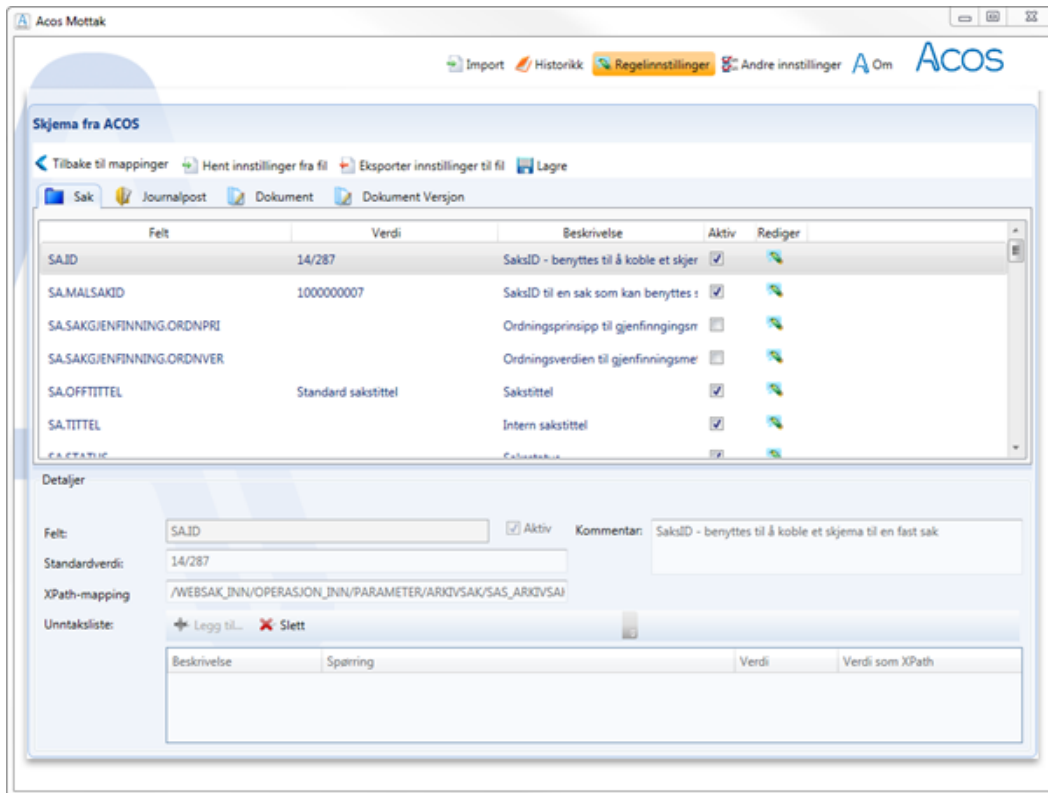 Acos Mottak
Import Historikk Regelinnstillinger Andre innstillinger Om ACOS
Skjema fra ACOS
Tilbake til mappinger Hent innstillinger fra fil Eksporter innstillinger til fil Lagre
Sak Journalpost Dokument Dokument Versjon
Felt Verdi Beskrivelse Aktiv Rediger
SA.ID 14/287 SaksID - benyttes til å koble et skjer
SA.MALSAKID 1000000007 SaksID til en sak som kan benyttes s
SA.SAKGJENFINNING.ORDNPRI Ordningsprinsipp til gjenfinngingsm
SA.SAKGJENFINNING.ORDNVER Ordningsverdien til gjenfinningsme
SA.OFFTITTEL Standard sakstittel Sakstittel
SA.TITTEL Intern sakstittel
SA.STATUS Saksstatus
Detaljer
Felt: SA.ID Aktiv Kommentar: SaksID - benyttes til å koble et skjema til en fast sak
Standardverdi: 14/287
XPath-mapping /WEBSAK_INN/OPERASJON_INN/PARAMETER/ARKIVSAK/SAS_ARKIVSAK
Unntaksliste: Legg til... Slett
Beskrivelse Spørring Verdi Verdi som XPath